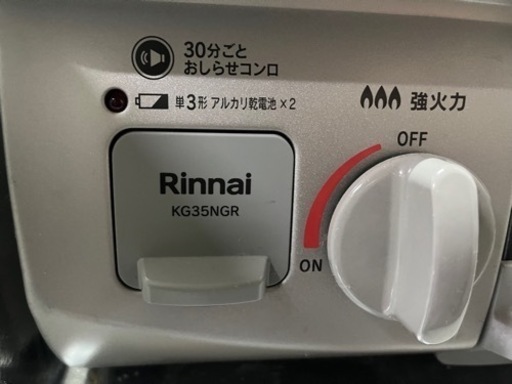 30分ごと
おしらせコンロ
単3形 アルカリ乾電池×2
Rinnai
KG35NGR
強火力
OFF
ON